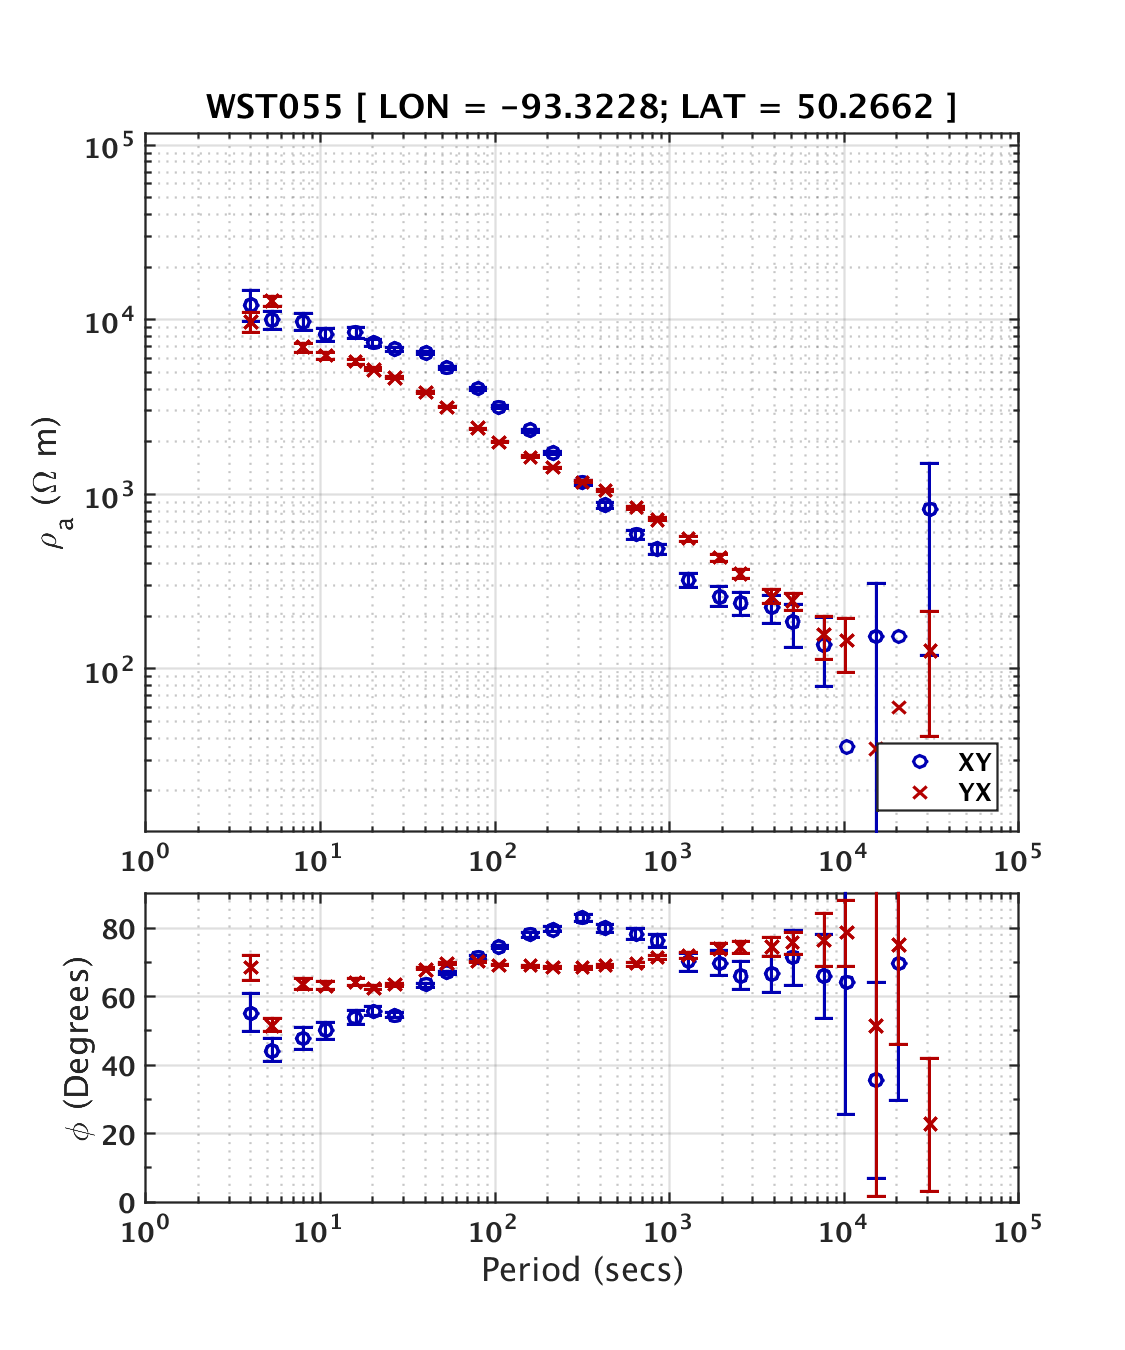 WST055 [ LON = −93.3228; LAT = 50.2662 ]
10^5
10^4
10^3
10^2
ρ_a (Ω m)
XY
YX
10^0 10^1 10^2 10^3 10^4 10^5
80
60
40
20
0
ϕ (Degrees)
10^0 10^1 10^2 10^3 10^4 10^5
Period (secs)